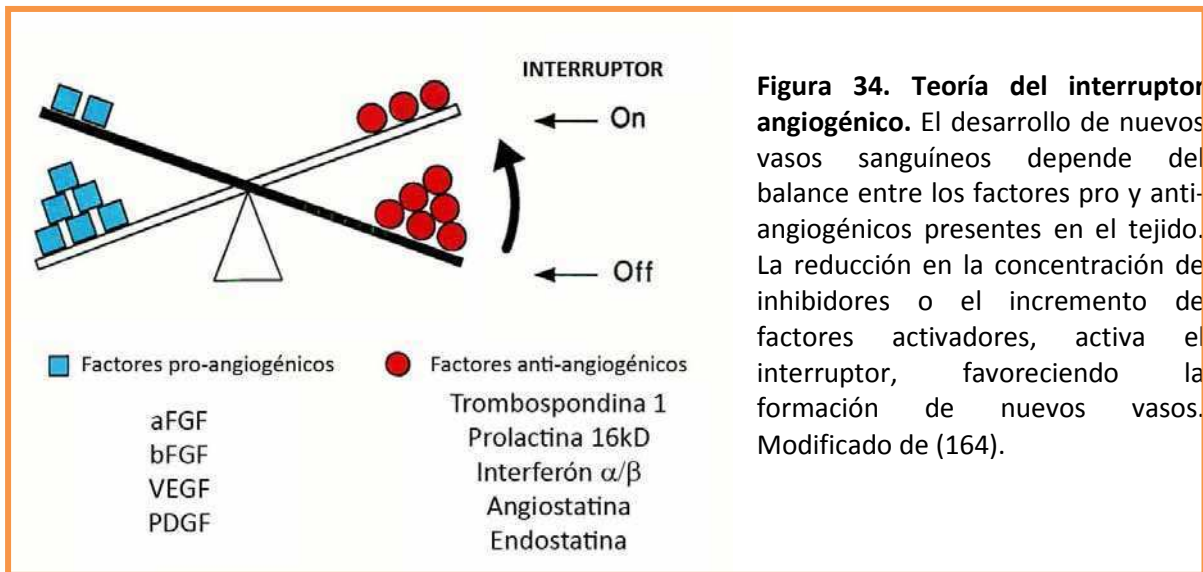 INTERRUPTOR
On
Off
Factores pro-angiogénicos
aFGF
bFGF
VEGF
PDGF
Factores anti-angiogénicos
Trombospondina 1
Prolactina 16kD
Interferón α/β
Angiostatina
Endostatina
Figura 34. Teoría del interruptor
angiogénico. El desarrollo de nuevos
vasos sanguíneos depende del
balance entre los factores pro y anti-
angiogénicos presentes en el tejido.
La reducción en la concentración de
inhibidores o el incremento de
factores activadores, activa el
interruptor, favoreciendo la
formación de nuevos vasos.
Modificado de (164).